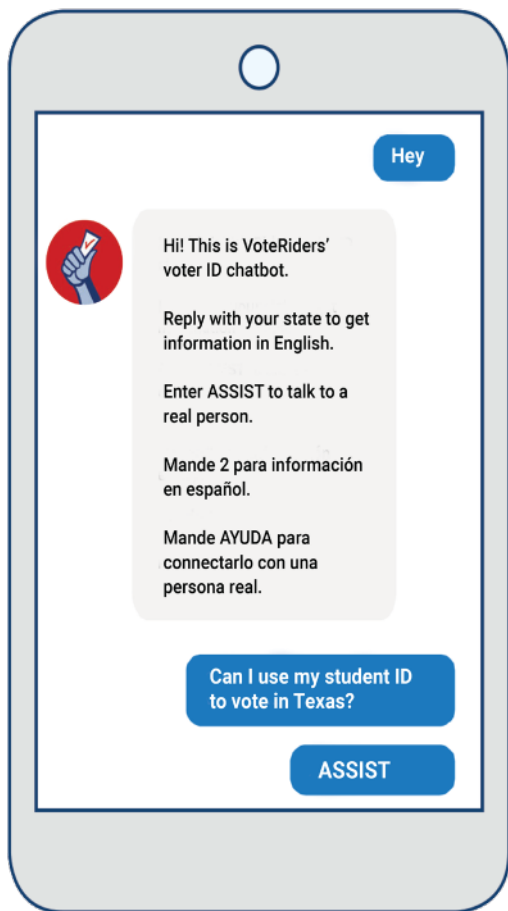 Hey
Hi! This is VoteRiders'
voter ID chatbot.
Reply with your state to get
information in English.
Enter ASSIST to talk to a
real person.
Mande 2 para información
en español.
Mande AYUDA para
connectarlo con una
persona real.
Can I use my student ID
to vote in Texas?
ASSIST